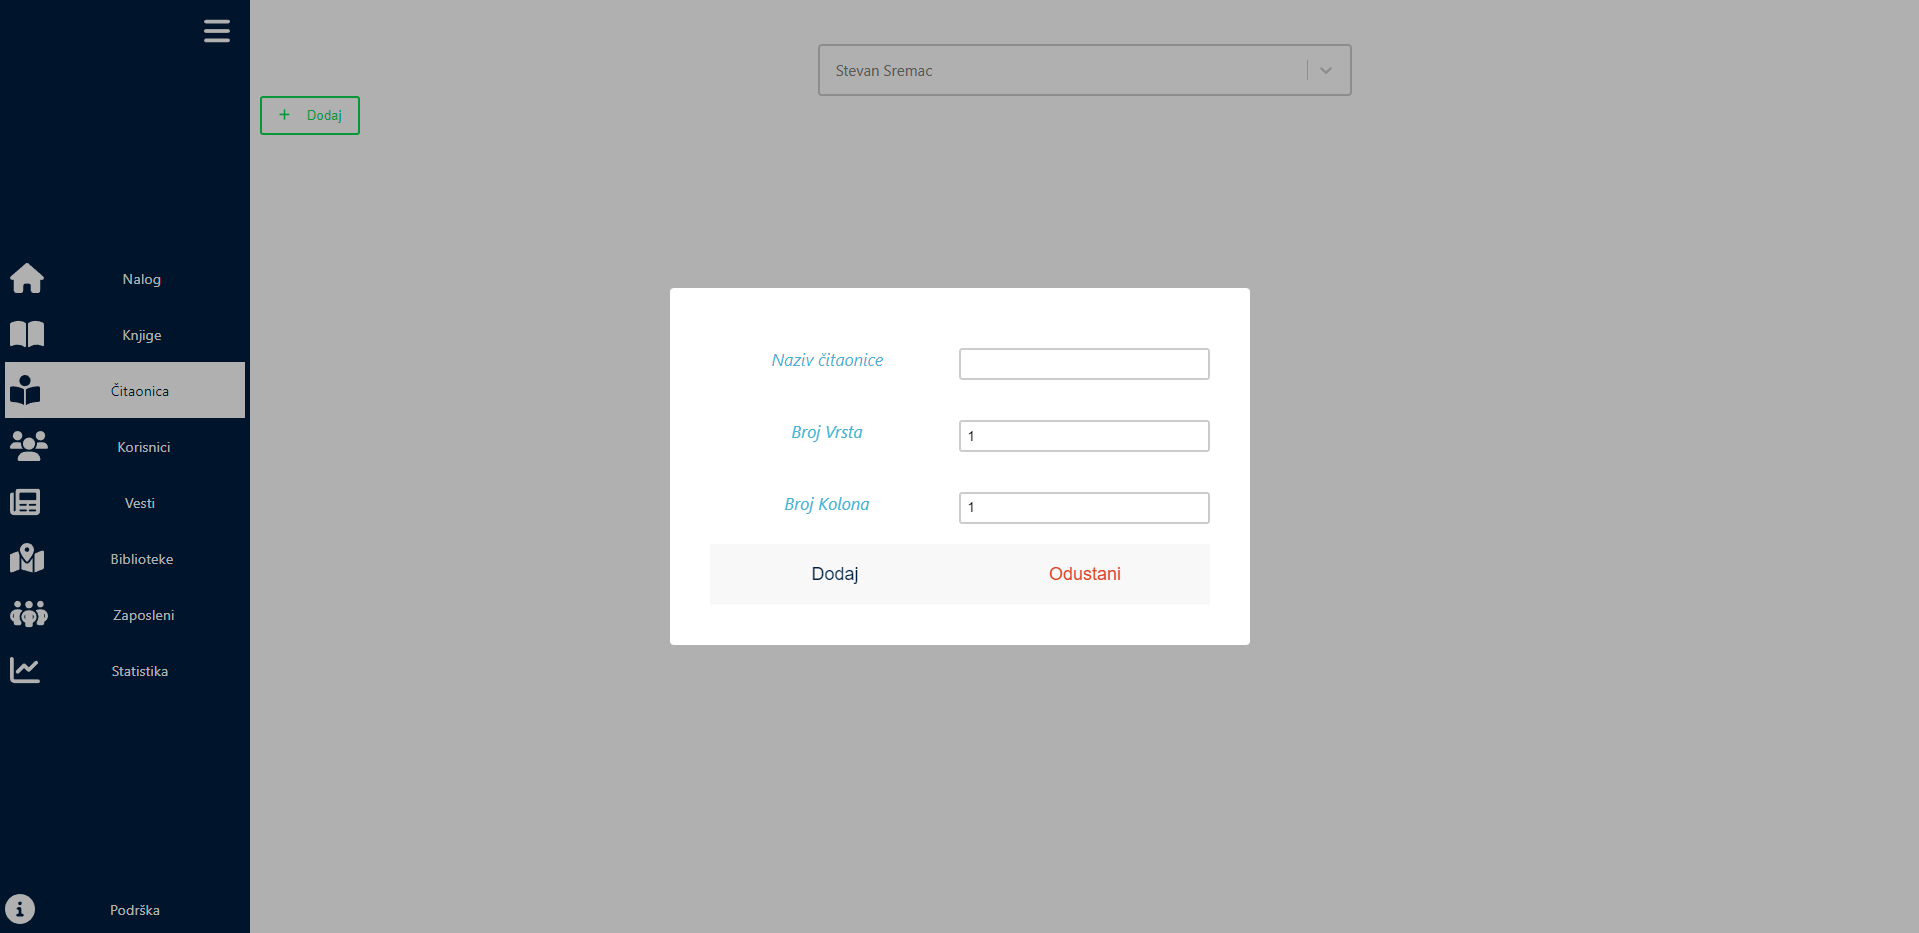 Stevan Sremac
+ Dodaj
Nalog
Knjige
Čitaonica
Korisnici
Vesti
Biblioteke
Zaposleni
Statistika
Podrška
Naziv čitaonice
Broj Vrsta 1
Broj Kolona 1
Dodaj Odustani